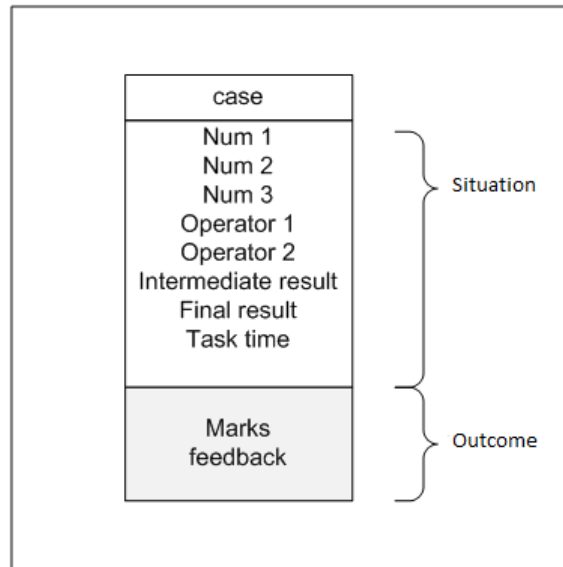 case
Num 1
Num 2
Num 3
Operator 1
Operator 2
Intermediate result
Final result
Task time
Situation
Marks
feedback
Outcome